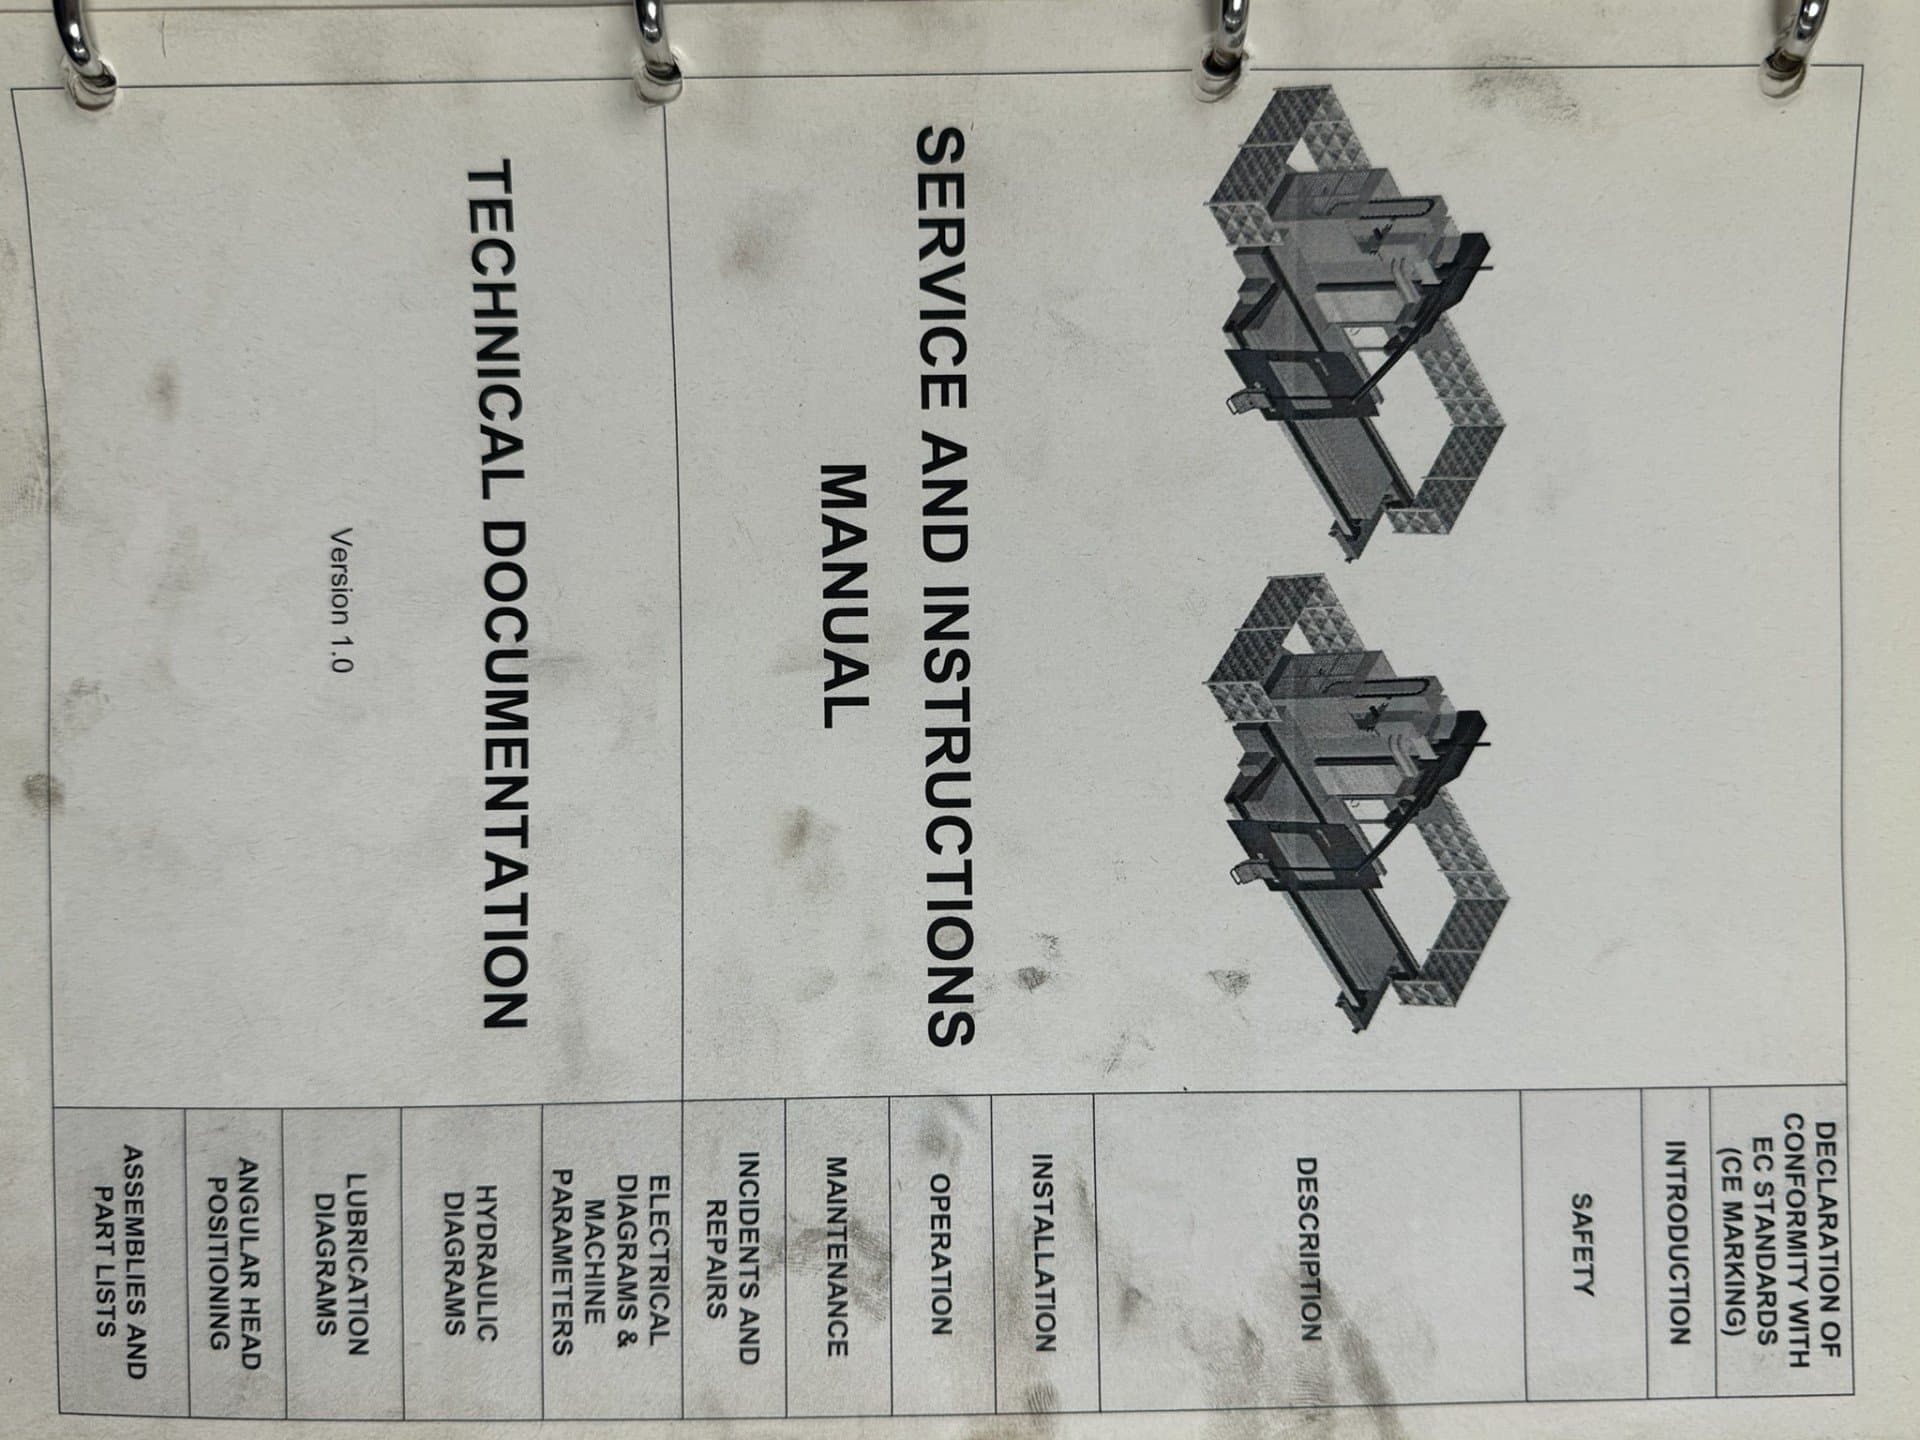 SERVICE AND INSTRUCTIONS
MANUAL
TECHNICAL DOCUMENTATION
Version 1.0
DECLARATION OF
CONFORMITY WITH
EC STANDARDS
(CE MARKING)
INTRODUCTION
SAFETY
DESCRIPTION
INSTALLATION
OPERATION
MAINTENANCE
INCIDENTS AND
REPAIRS
ELECTRICAL
DIAGRAMS &
MACHINE
PARAMETERS
HYDRAULIC
DIAGRAMS
LUBRICATION
DIAGRAMS
ANGULAR HEAD
POSITIONING
ASSEMBLIES AND
PART LISTS